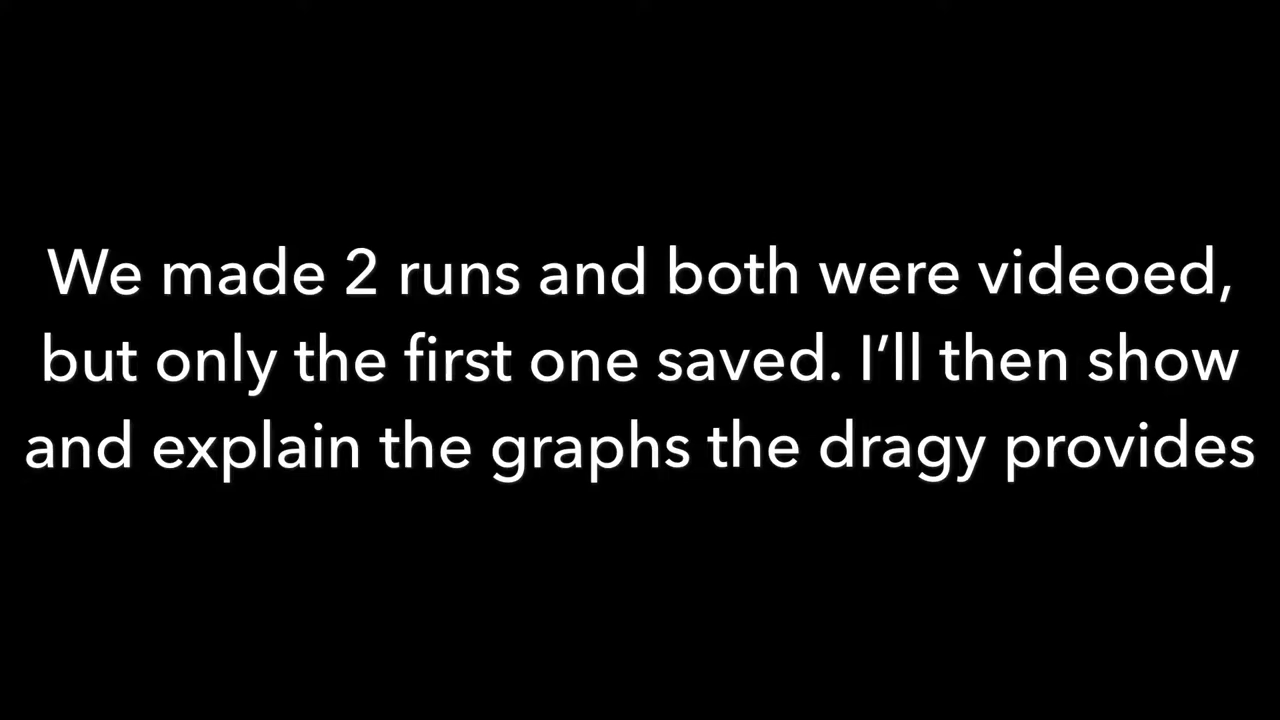 We made 2 runs and both were videoed,
but only the first one saved. I’ll then show
and explain the graphs the dragy provides